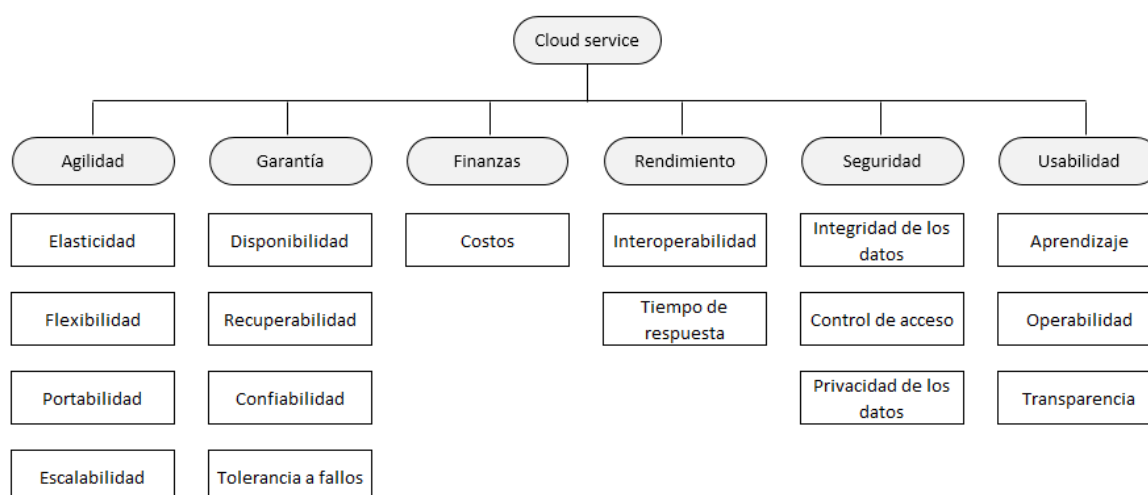 Cloud service
Agilidad
Garantía
Finanzas
Rendimiento
Seguridad
Usabilidad
Elasticidad
Disponibilidad
Costos
Interoperabilidad
Integridad de los
datos
Aprendizaje
Flexibilidad
Recuperabilidad
Tiempo de
respuesta
Control de acceso
Operabilidad
Portabilidad
Confiabilidad
Privacidad de los
datos
Transparencia
Escalabilidad
Tolerancia a fallos